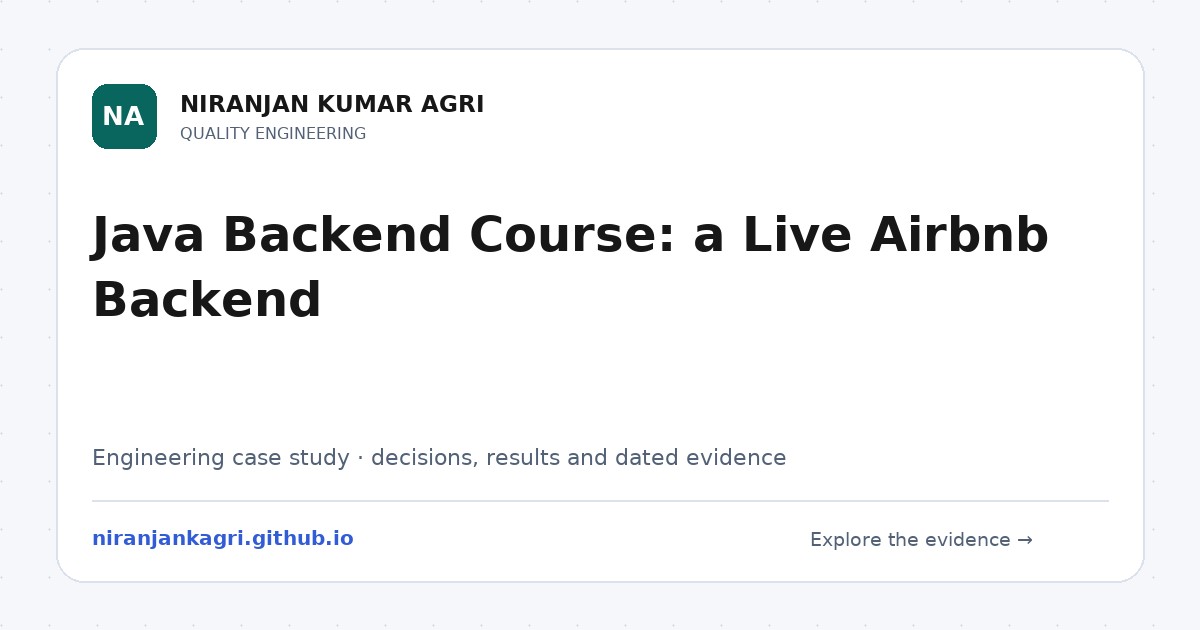 NA
NIRANJAN KUMAR AGRI
QUALITY ENGINEERING
Java Backend Course: a Live Airbnb
Backend
Engineering case study · decisions, results and dated evidence
niranjankagri.github.io
Explore the evidence →